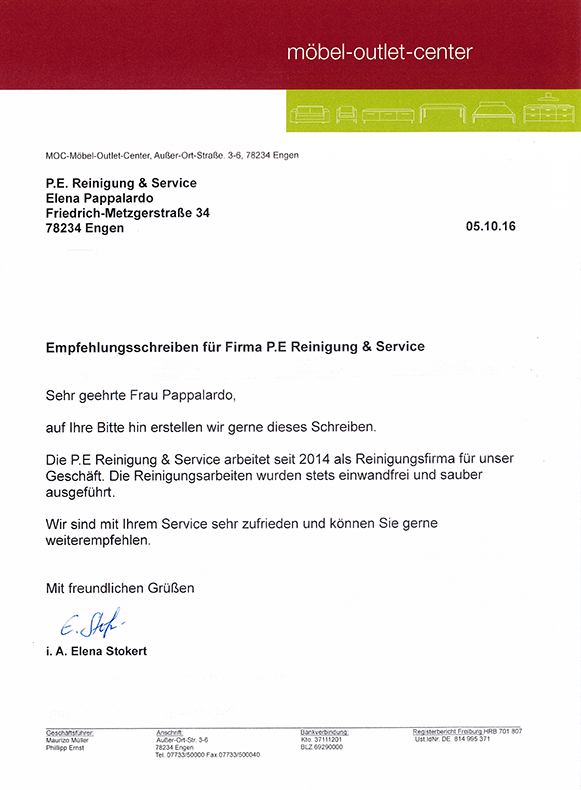 möbel-outlet-center
MOC-Möbel-Outlet-Center, Außer-Ort-Straße. 3-6, 78234 Engen
P.E. Reinigung & Service
Elena Pappalardo
Friedrich-Metzgerstraße 34
78234 Engen
05.10.16
Empfehlungsschreiben für Firma P.E Reinigung & Service
Sehr geehrte Frau Pappalardo,
auf Ihre Bitte hin erstellen wir gerne dieses Schreiben.
Die P.E Reinigung & Service arbeitet seit 2014 als Reinigungsfirma für unser
Geschäft. Die Reinigungsarbeiten wurden stets einwandfrei und sauber
ausgeführt.
Wir sind mit Ihrem Service sehr zufrieden und können Sie gerne
weiterempfehlen.
Mit freundlichen Grüßen
E. Stok.
i. A. Elena Stokert
Geschäftsführer:
Maurizo Müller
Phillipp Ernst
Anschrift:
Außer-Ort-Str. 3-6
78234 Engen
Tel. 07733/50000 Fax.07733/500040
Bankverbindung:
Kto. 37111201
BLZ.69290000
Registerbericht Freiburg HRB 701 807
Ust.IdNr. DE 814 995 371